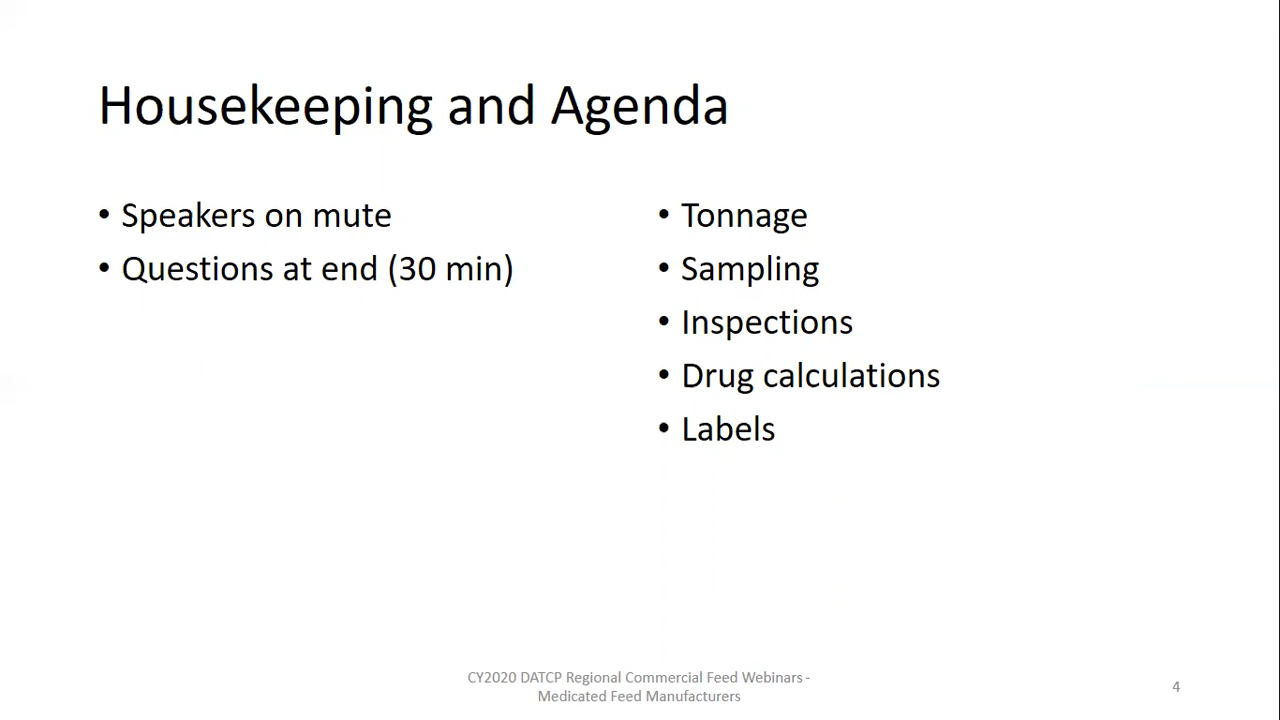 Housekeeping and Agenda
• Speakers on mute
• Questions at end (30 min)
• Tonnage
• Sampling
• Inspections
• Drug calculations
• Labels
CY2020 DATCP Regional Commercial Feed Webinars -
Medicated Feed Manufacturers
4